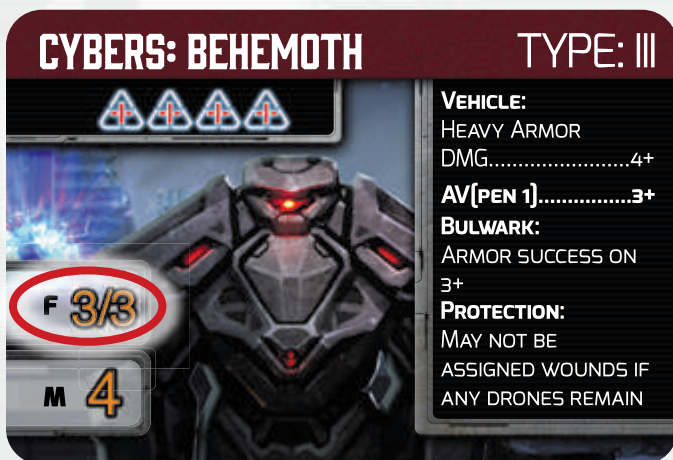 CYBERS: BEHEMOTH
TYPE: III
VEHICLE:
HEAVY ARMOR
DMG........................4+
AV(PEN 1)................3+
BULWARK:
ARMOR SUCCESS ON
3+
PROTECTION:
MAY NOT BE
ASSIGNED WOUNDS IF
ANY DRONES REMAIN
F 3/3
M 4